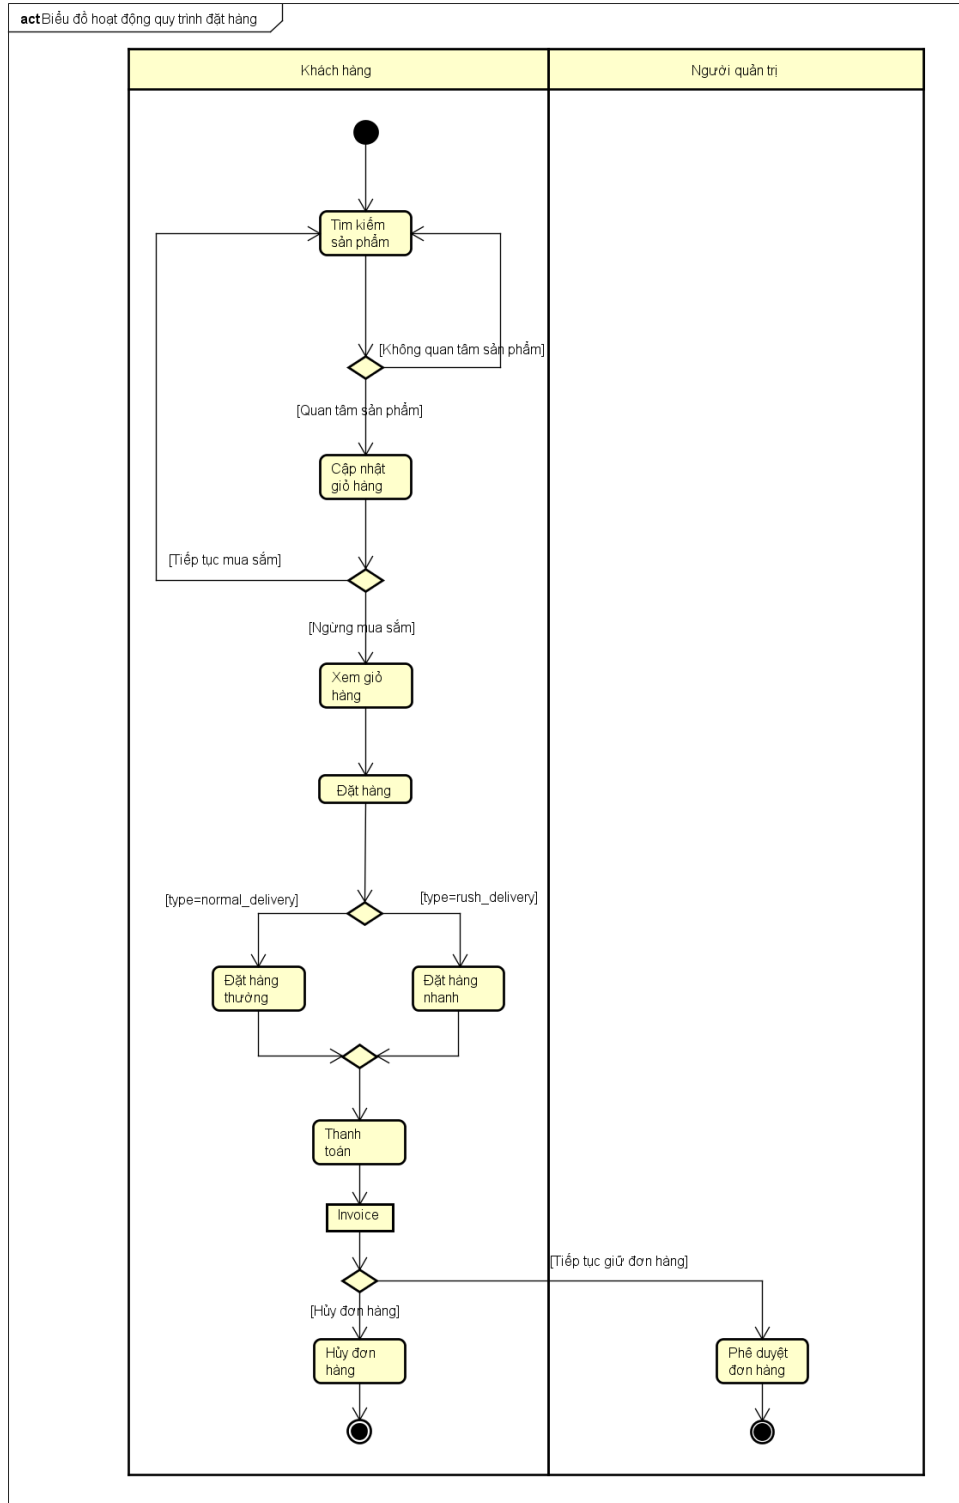 act Biểu đồ hoạt động quy trình đặt hàng
Khách hàng
Người quản trị
Tìm kiếm
sản phẩm
[Không quan tâm sản phẩm]
[Quan tâm sản phẩm]
Cập nhật
giỏ hàng
[Tiếp tục mua sắm]
[Ngừng mua sắm]
Xem giỏ
hàng
Đặt hàng
[type=normal_delivery]
[type=rush_delivery]
Đặt hàng
thường
Đặt hàng
nhanh
Thanh
toán
Invoice
[Tiếp tục giữ đơn hàng]
[Hủy đơn hàng]
Hủy đơn
hàng
Phê duyệt
đơn hàng